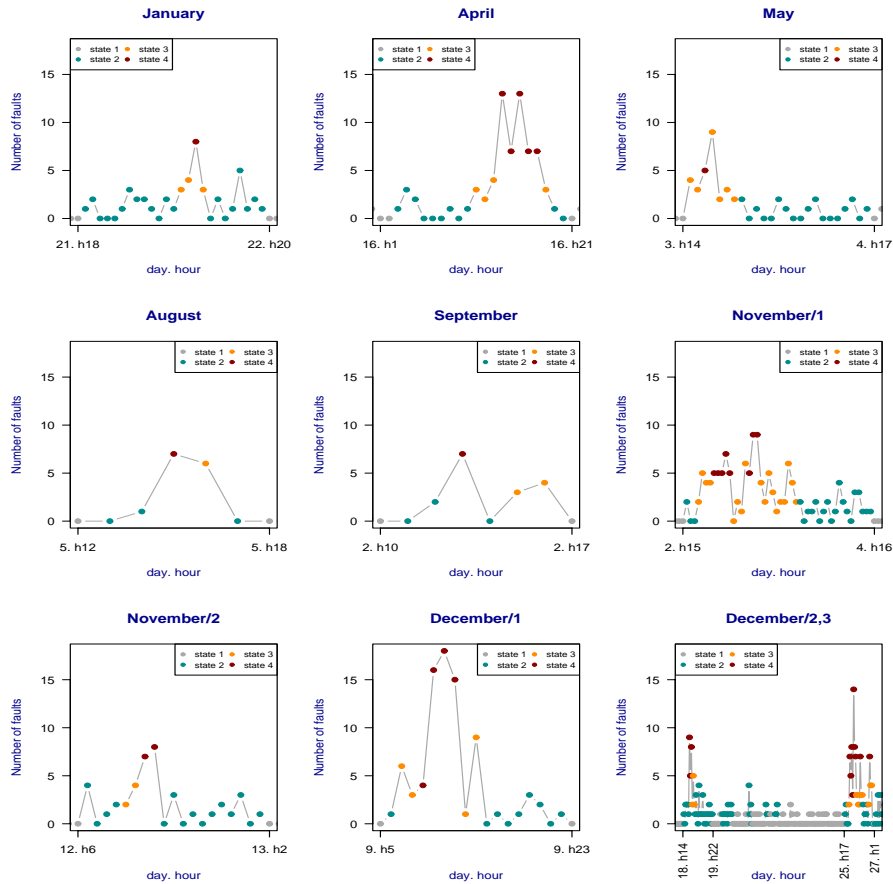 January
state 1 state 3
state 2 state 4
Number of faults
15
10
5
0
21. h18 22. h20
day. hour
April
state 1 state 3
state 2 state 4
Number of faults
15
10
5
0
16. h1 16. h21
day. hour
May
state 1 state 3
state 2 state 4
Number of faults
15
10
5
0
3. h14 4. h17
day. hour
August
state 1 state 3
state 2 state 4
Number of faults
15
10
5
0
5. h12 5. h18
day. hour
September
state 1 state 3
state 2 state 4
Number of faults
15
10
5
0
2. h10 2. h17
day. hour
November/1
state 1 state 3
state 2 state 4
Number of faults
15
10
5
0
2. h15 4. h16
day. hour
November/2
state 1 state 3
state 2 state 4
Number of faults
15
10
5
0
12. h6 13. h2
day. hour
December/1
state 1 state 3
state 2 state 4
Number of faults
15
10
5
0
9. h5 9. h23
day. hour
December/2,3
state 1 state 3
state 2 state 4
Number of faults
15
10
5
0
18. h14
19. h22
25. h17
27. h1
day. hour